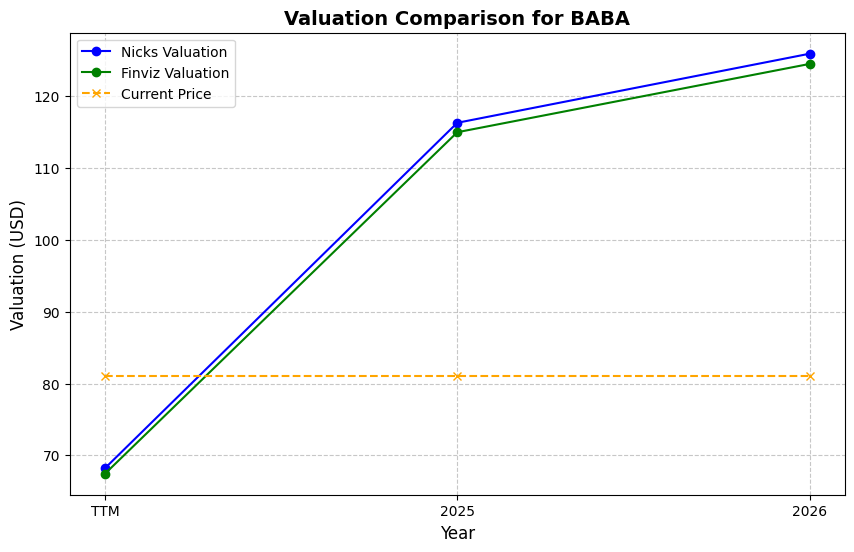 Valuation Comparison for BABA
Nicks Valuation
Finviz Valuation
Current Price
Valuation (USD)
120
110
100
90
80
70
TTM
2025
2026
Year